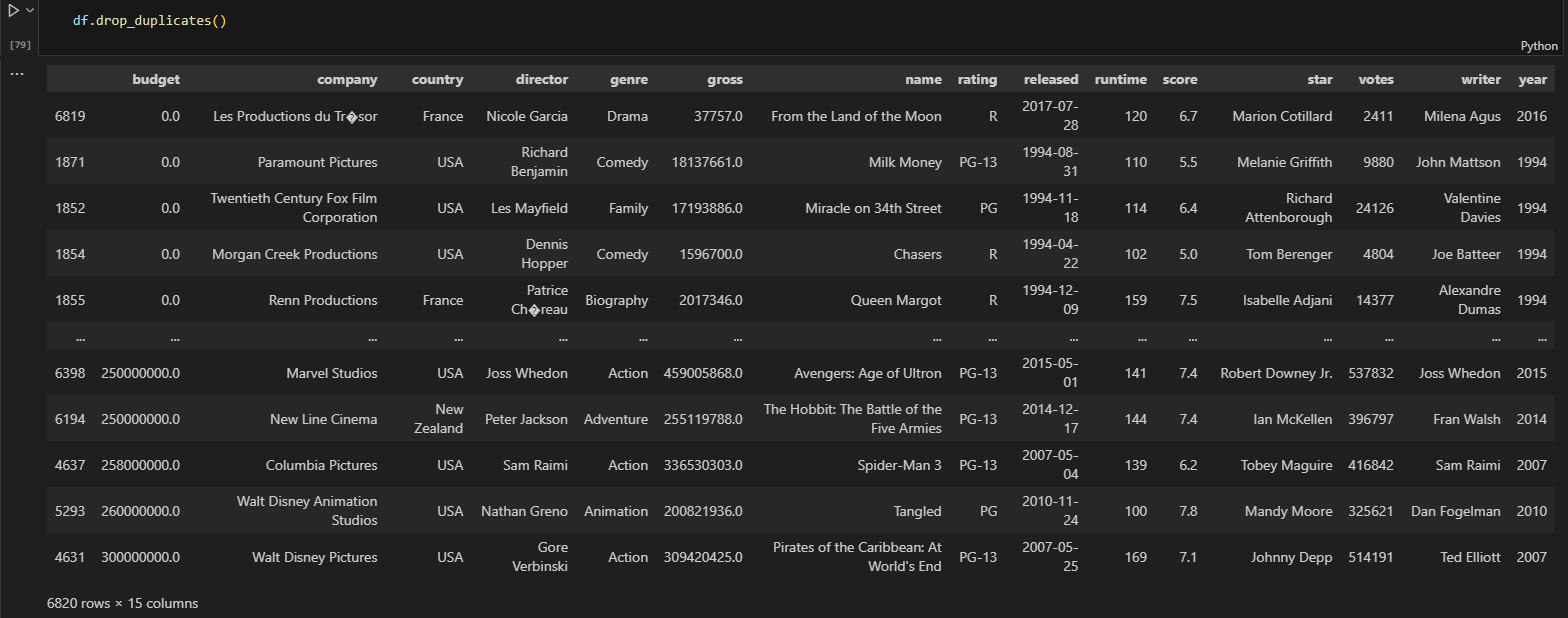 df.drop_duplicates()
[79]
Python
...
budget company country director genre gross name rating released runtime score star votes writer year
6819 0.0 Les Productions du Tr�sor France Nicole Garcia Drama 37757.0 From the Land of the Moon R 2017-07-28 120 6.7 Marion Cotillard 2411 Milena Agus 2016
1871 0.0 Paramount Pictures USA Richard Benjamin Comedy 18137661.0 Milk Money PG-13 1994-08-31 110 5.5 Melanie Griffith 9880 John Mattson 1994
1852 0.0 Twentieth Century Fox Film Corporation USA Les Mayfield Family 17193886.0 Miracle on 34th Street PG 1994-11-18 114 6.4 Richard Attenborough 24126 Valentine Davies 1994
1854 0.0 Morgan Creek Productions USA Dennis Hopper Comedy 1596700.0 Chasers R 1994-04-22 102 5.0 Tom Berenger 4804 Joe Batteer 1994
1855 0.0 Renn Productions France Patrice Ch�reau Biography 2017346.0 Queen Margot R 1994-12-09 159 7.5 Isabelle Adjani 14377 Alexandre Dumas 1994
... ... ... ... ... ... ... ... ... ... ... ... ... ... ... ...
6398 250000000.0 Marvel Studios USA Joss Whedon Action 459005868.0 Avengers: Age of Ultron PG-13 2015-05-01 141 7.4 Robert Downey Jr. 537832 Joss Whedon 2015
6194 250000000.0 New Line Cinema New Zealand Peter Jackson Adventure 255119788.0 The Hobbit: The Battle of the Five Armies PG-13 2014-12-17 144 7.4 Ian McKellen 396797 Fran Walsh 2014
4637 258000000.0 Columbia Pictures USA Sam Raimi Action 336530303.0 Spider-Man 3 PG-13 2007-05-04 139 6.2 Tobey Maguire 416842 Sam Raimi 2007
5293 260000000.0 Walt Disney Animation Studios USA Nathan Greno Animation 200821936.0 Tangled PG 2010-11-24 100 7.8 Mandy Moore 325621 Dan Fogelman 2010
4631 300000000.0 Walt Disney Pictures USA Gore Verbinski Action 309420425.0 Pirates of the Caribbean: At World's End PG-13 2007-05-25 169 7.1 Johnny Depp 514191 Ted Elliott 2007
6820 rows × 15 columns